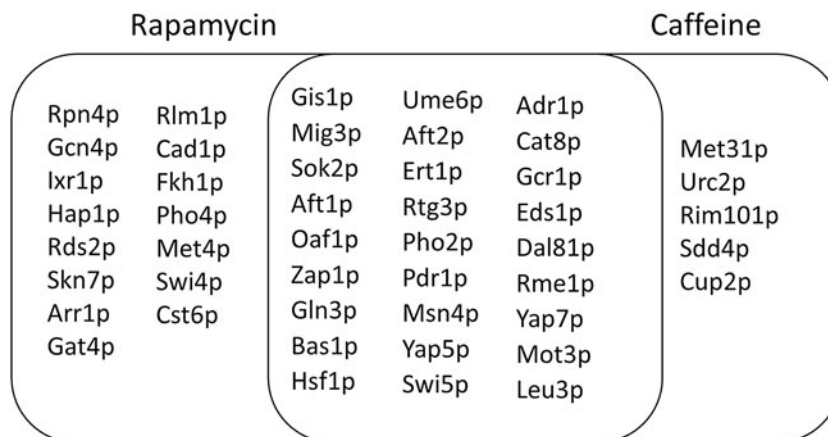 Rapamycin
Caffeine
Rpn4p
Gcn4p
Ixr1p
Hap1p
Rds2p
Skn7p
Arr1p
Gat4p
Rlm1p
Cad1p
Fkh1p
Pho4p
Met4p
Swi4p
Cst6p
Gis1p
Mig3p
Sok2p
Aft1p
Oaf1p
Zap1p
Gln3p
Bas1p
Hsf1p
Ume6p
Aft2p
Ert1p
Rtg3p
Pho2p
Pdr1p
Msn4p
Yap5p
Swi5p
Adr1p
Cat8p
Gcr1p
Eds1p
Dal81p
Rme1p
Yap7p
Mot3p
Leu3p
Met31p
Urc2p
Rim101p
Sdd4p
Cup2p